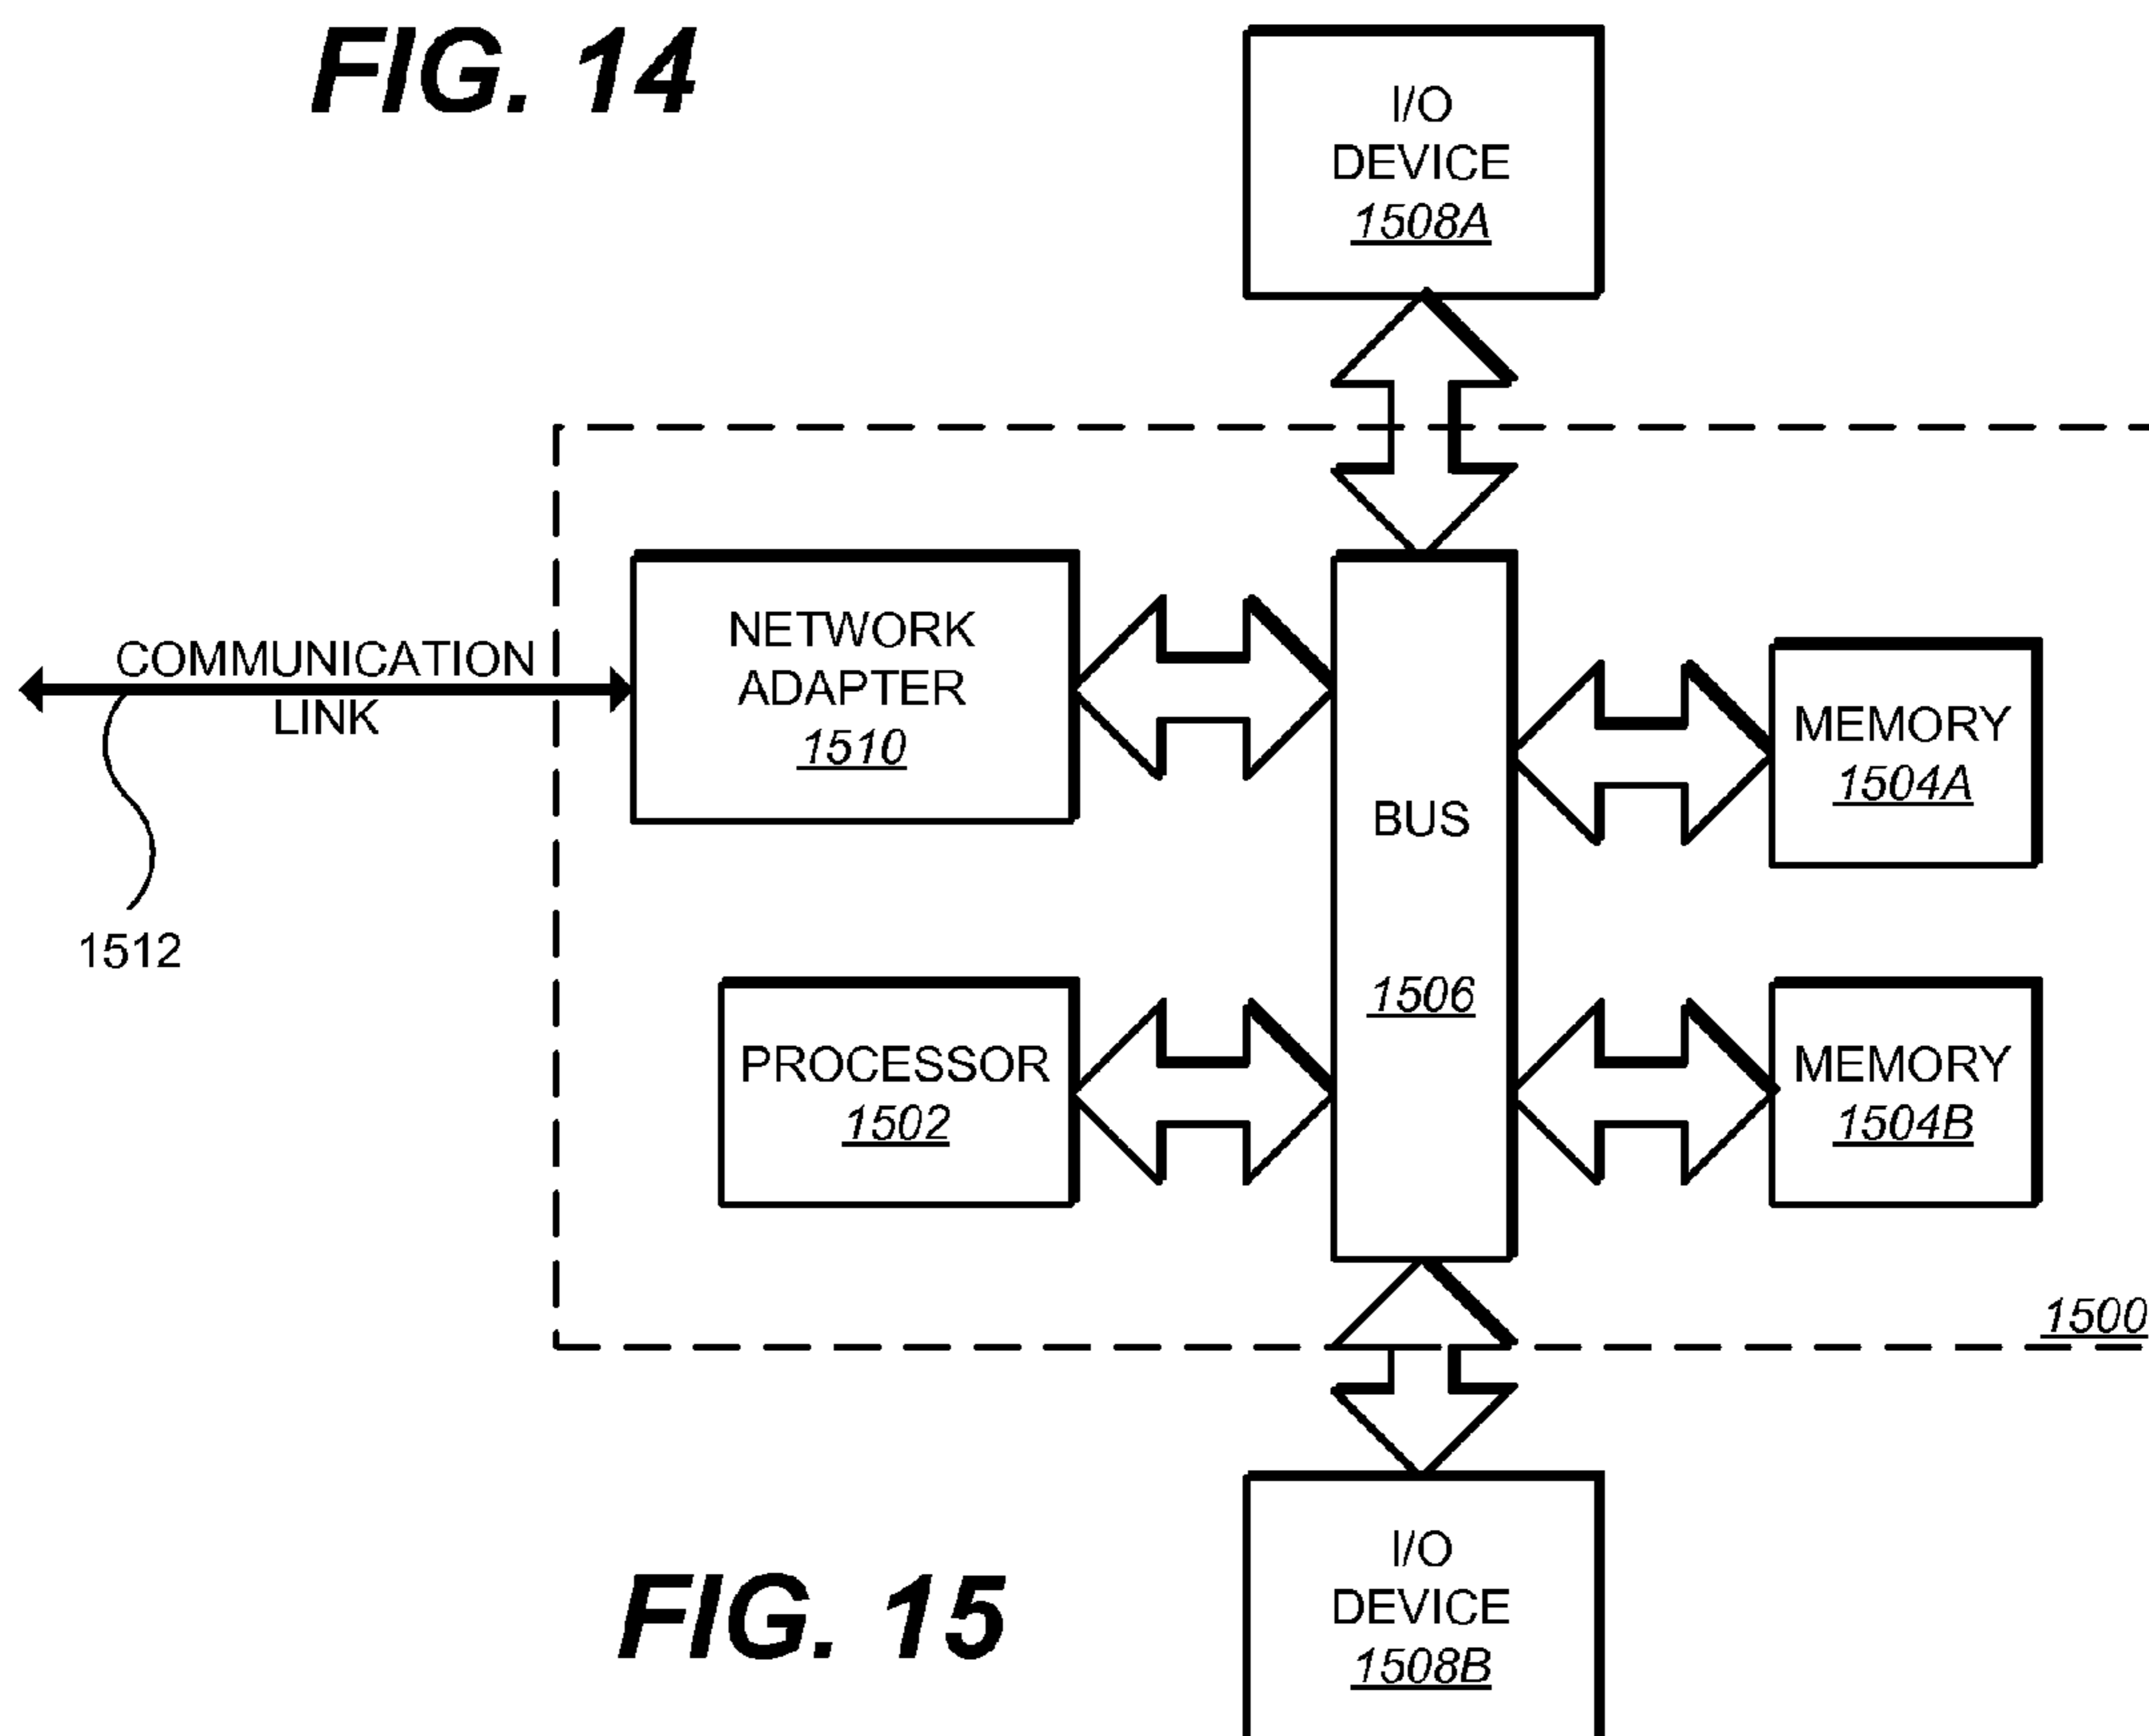 FIG. 14
I/O
DEVICE
1508A
COMMUNICATION
LINK
1512
NETWORK
ADAPTER
1510
BUS
1506
MEMORY
1504A
PROCESSOR
1502
MEMORY
1504B
1500
FIG. 15
I/O
DEVICE
1508B